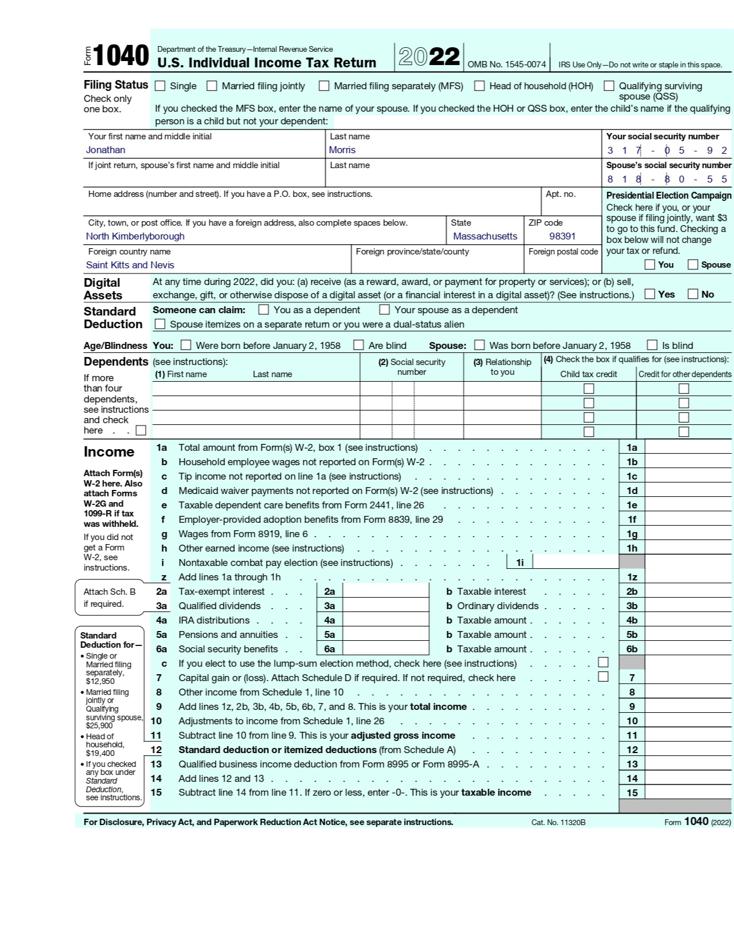 Form 1040 Department of the Treasury—Internal Revenue Service
U.S. Individual Income Tax Return 2022 OMB No. 1545-0074 IRS Use Only—Do not write or staple in this space.
Filing Status Single Married filing jointly Married filing separately (MFS) Head of household (HOH) Qualifying surviving spouse (QSS)
Check only one box.
If you checked the MFS box, enter the name of your spouse. If you checked the HOH or QSS box, enter the child's name if the qualifying
person is a child but not your dependent:
Your first name and middle initial Last name Your social security number
Jonathan Morris 317-05-92
If joint return, spouse's first name and middle initial Last name Spouse's social security number
818-80-55
Home address (number and street). If you have a P.O. box, see instructions. Apt. no.
City, town, or post office. If you have a foreign address, also complete spaces below. State ZIP code
North Kimberlyborough Massachusetts 98391
Foreign country name Foreign province/state/county Foreign postal code
Saint Kitts and Nevis
Presidential Election Campaign
Check here if you, or your
spouse if filing jointly, want $3
to go to this fund. Checking a
box below will not change
your tax or refund.
You Spouse
Digital Assets
At any time during 2022, did you: (a) receive (as a reward, award, or payment for property or services); or (b) sell,
exchange, gift, or otherwise dispose of a digital asset (or a financial interest in a digital asset)? (See instructions.) Yes No
Standard Deduction
Someone can claim: You as a dependent Your spouse as a dependent
Spouse itemizes on a separate return or you were a dual-status alien
Age/Blindness You: Were born before January 2, 1958 Are blind Spouse: Was born before January 2, 1958 Is blind
Dependents (see instructions):
(1) First name Last name
(2) Social security number
(3) Relationship to you
(4) Check the box if qualifies for (see instructions):
Child tax credit Credit for other dependents
If more
than four
dependents,
see instructions
and check
here . .
Income
Attach Form(s)
W-2 here. Also
attach Forms
W-2G and
1099-R if tax
was withheld.
If you did not
get a Form
W-2, see
instructions.
1a Total amount from Form(s) W-2, box 1 (see instructions) 1a
b Household employee wages not reported on Form(s) W-2 1b
c Tip income not reported on line 1a (see instructions) 1c
d Medicaid waiver payments not reported on Form(s) W-2 (see instructions) 1d
e Taxable dependent care benefits from Form 2441, line 26 1e
f Employer-provided adoption benefits from Form 8839, line 29 1f
g Wages from Form 8919, line 6 1g
h Other earned income (see instructions) 1h
i Nontaxable combat pay election (see instructions) 1i
z Add lines 1a through 1h 1z
Attach Sch. B
if required.
2a Tax-exempt interest 2a b Taxable interest 2b
3a Qualified dividends 3a b Ordinary dividends 3b
4a IRA distributions 4a b Taxable amount 4b
5a Pensions and annuities 5a b Taxable amount 5b
6a Social security benefits 6a b Taxable amount 6b
c If you elect to use the lump-sum election method, check here (see instructions)
7 Capital gain or (loss). Attach Schedule D if required. If not required, check here 7
8 Other income from Schedule 1, line 10 8
9 Add lines 1z, 2b, 3b, 4b, 5b, 6b, 7, and 8. This is your total income 9
10 Adjustments to income from Schedule 1, line 26 10
11 Subtract line 10 from line 9. This is your adjusted gross income 11
12 Standard deduction or itemized deductions (from Schedule A) 12
13 Qualified business income deduction from Form 8995 or Form 8995-A 13
14 Add lines 12 and 13 14
15 Subtract line 14 from line 11. If zero or less, enter -0-. This is your taxable income 15
Standard
Deduction for—
• Single or
Married filing
separately,
$12,950
• Married filing
jointly or
Qualifying
surviving spouse,
$25,900
• Head of
household,
$19,400
• If you checked
any box under
Standard
Deduction,
see instructions.
For Disclosure, Privacy Act, and Paperwork Reduction Act Notice, see separate instructions. Cat. No. 11320B Form 1040 (2022)